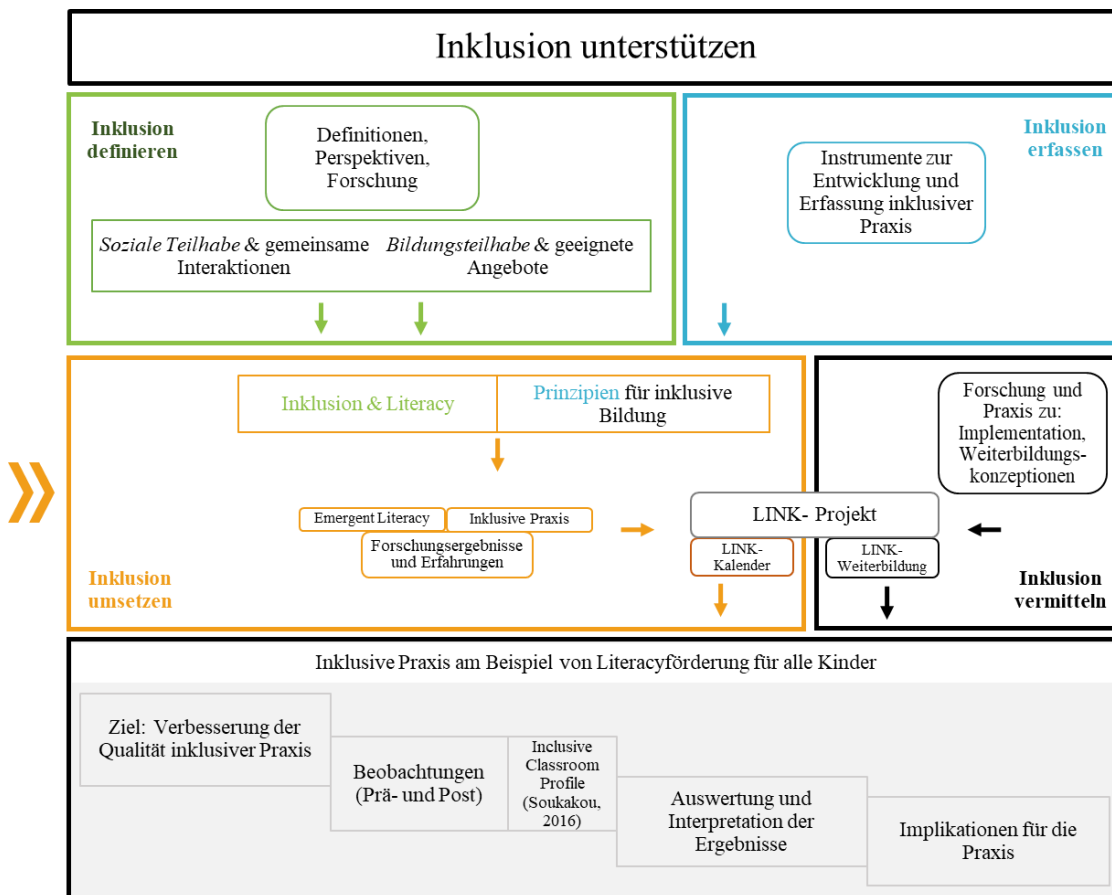 Inklusion unterstützen
Inklusion
definieren
Definitionen,
Perspektiven,
Forschung
Soziale Teilhabe & gemeinsame
Interaktionen
Bildungsteilhabe & geeignete
Angebote
Inklusion
erfassen
Instrumente zur
Entwicklung und
Erfassung inklusiver
Praxis
Inklusion & Literacy
Prinzipien für inklusive
Bildung
Emergent Literacy
Inklusive Praxis
Forschungsergebnisse
und Erfahrungen
Inklusion
umsetzen
LINK- Projekt
LINK-
Kalender
LINK-
Weiterbildung
Forschung und
Praxis zu:
Implementation,
Weiterbildungs-
konzeptionen
Inklusion
vermitteln
Inklusive Praxis am Beispiel von Literacyförderung für alle Kinder
Ziel: Verbesserung der
Qualität inklusiver Praxis
Beobachtungen
(Prä- und Post)
Inclusive
Classroom
Profile
(Soukakou,
2016)
Auswertung und
Interpretation der
Ergebnisse
Implikationen für die
Praxis